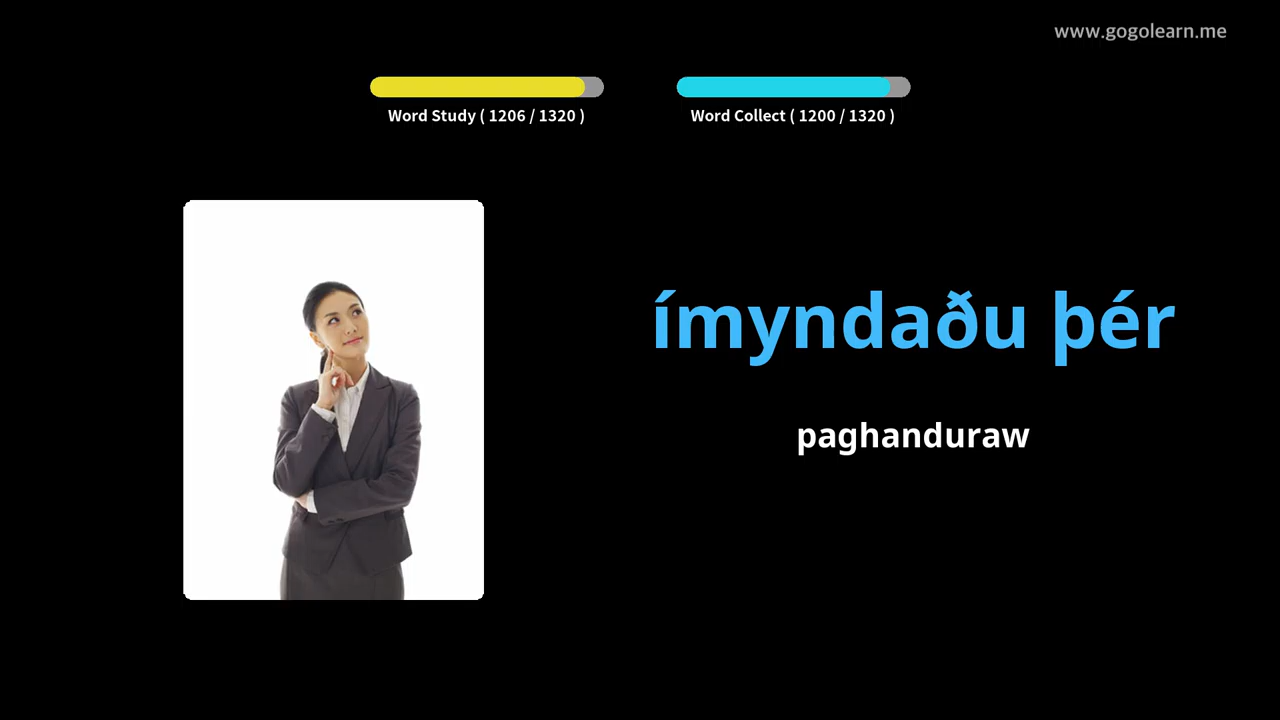 www.gogolearn.me
Word Study ( 1206 / 1320 )
Word Collect ( 1200 / 1320 )
ímyndaðu þér
paghanduraw